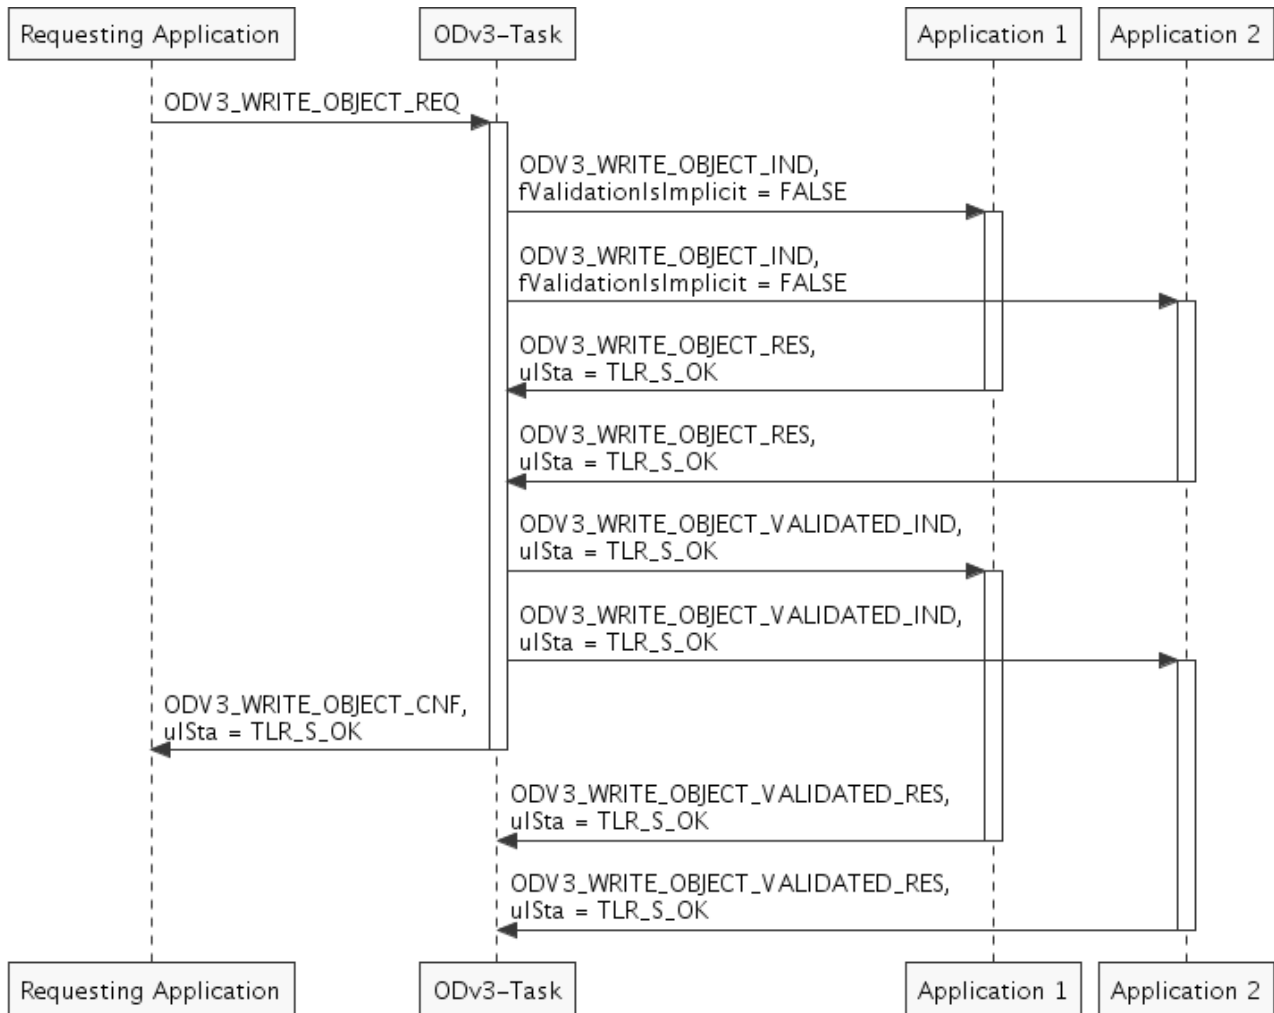 Requesting Application
ODv3-Task
Application 1
Application 2
ODV3_WRITE_OBJECT_REQ
ODV3_WRITE_OBJECT_IND,
fValidationIsImplicit = FALSE
ODV3_WRITE_OBJECT_IND,
fValidationIsImplicit = FALSE
ODV3_WRITE_OBJECT_RES,
ulSta = TLR_S_OK
ODV3_WRITE_OBJECT_RES,
ulSta = TLR_S_OK
ODV3_WRITE_OBJECT_VALIDATED_IND,
ulSta = TLR_S_OK
ODV3_WRITE_OBJECT_VALIDATED_IND,
ulSta = TLR_S_OK
ODV3_WRITE_OBJECT_CNF,
ulSta = TLR_S_OK
ODV3_WRITE_OBJECT_VALIDATED_RES,
ulSta = TLR_S_OK
ODV3_WRITE_OBJECT_VALIDATED_RES,
ulSta = TLR_S_OK
Requesting Application
ODv3-Task
Application 1
Application 2